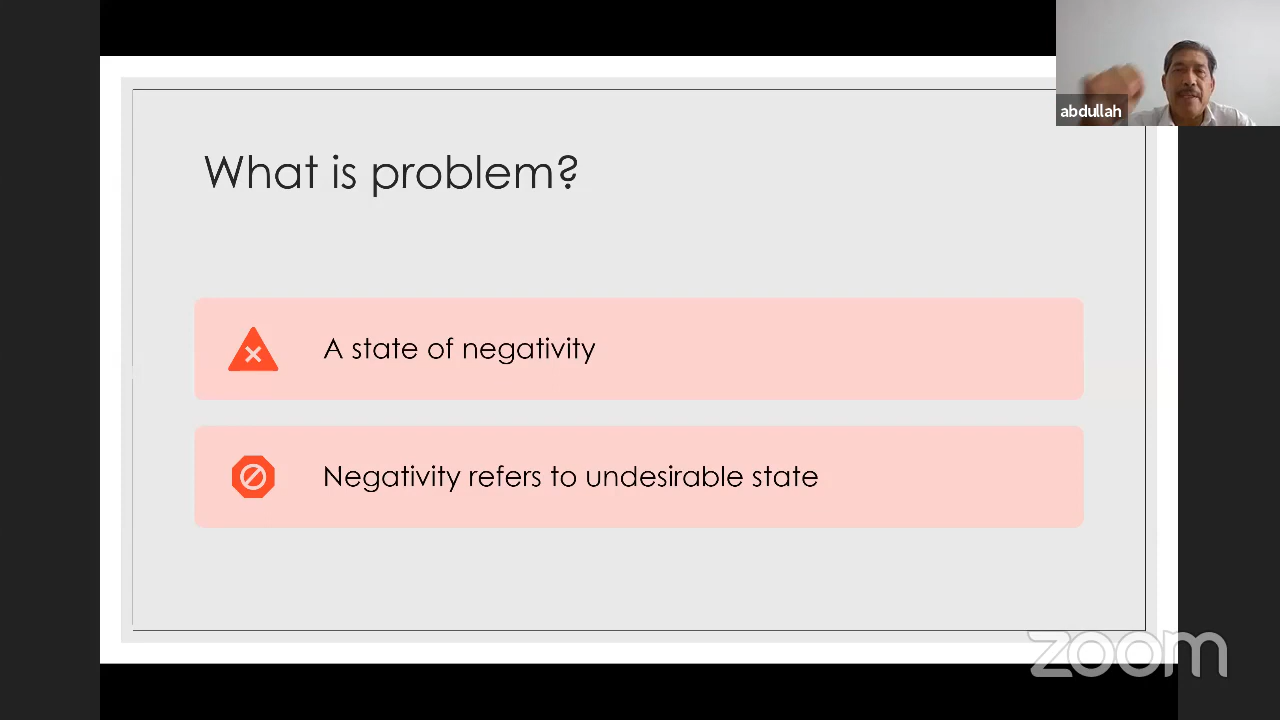 abdullah
What is problem?
A state of negativity
Negativity refers to undesirable state
zoom